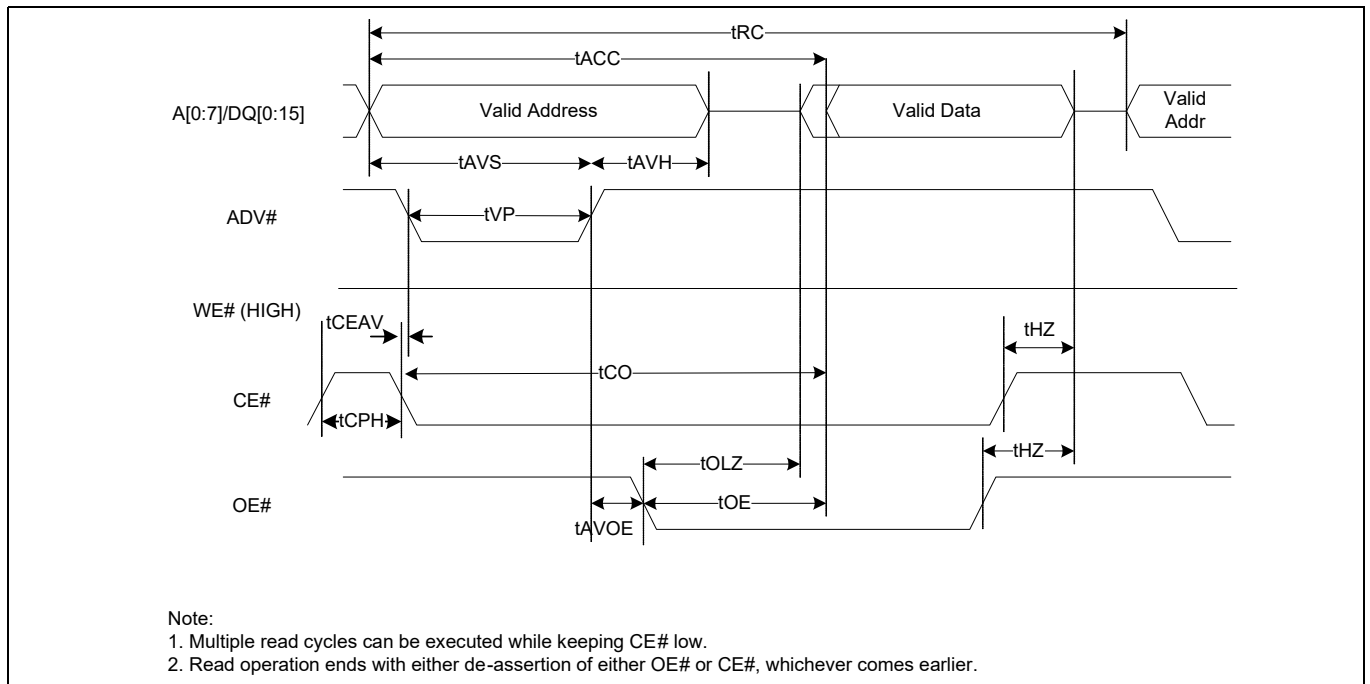 tRC
tACC
A[0:7]/DQ[0:15]
Valid Address
Valid Data
Valid
Addr
tAVS
tAVH
ADV#
tVP
WE# (HIGH)
tCEAV
tHZ
tCO
CE#
tCPH
tHZ
tOLZ
OE#
tOE
tAVOE
Note:
1. Multiple read cycles can be executed while keeping CE# low.
2. Read operation ends with either de-assertion of either OE# or CE#, whichever comes earlier.